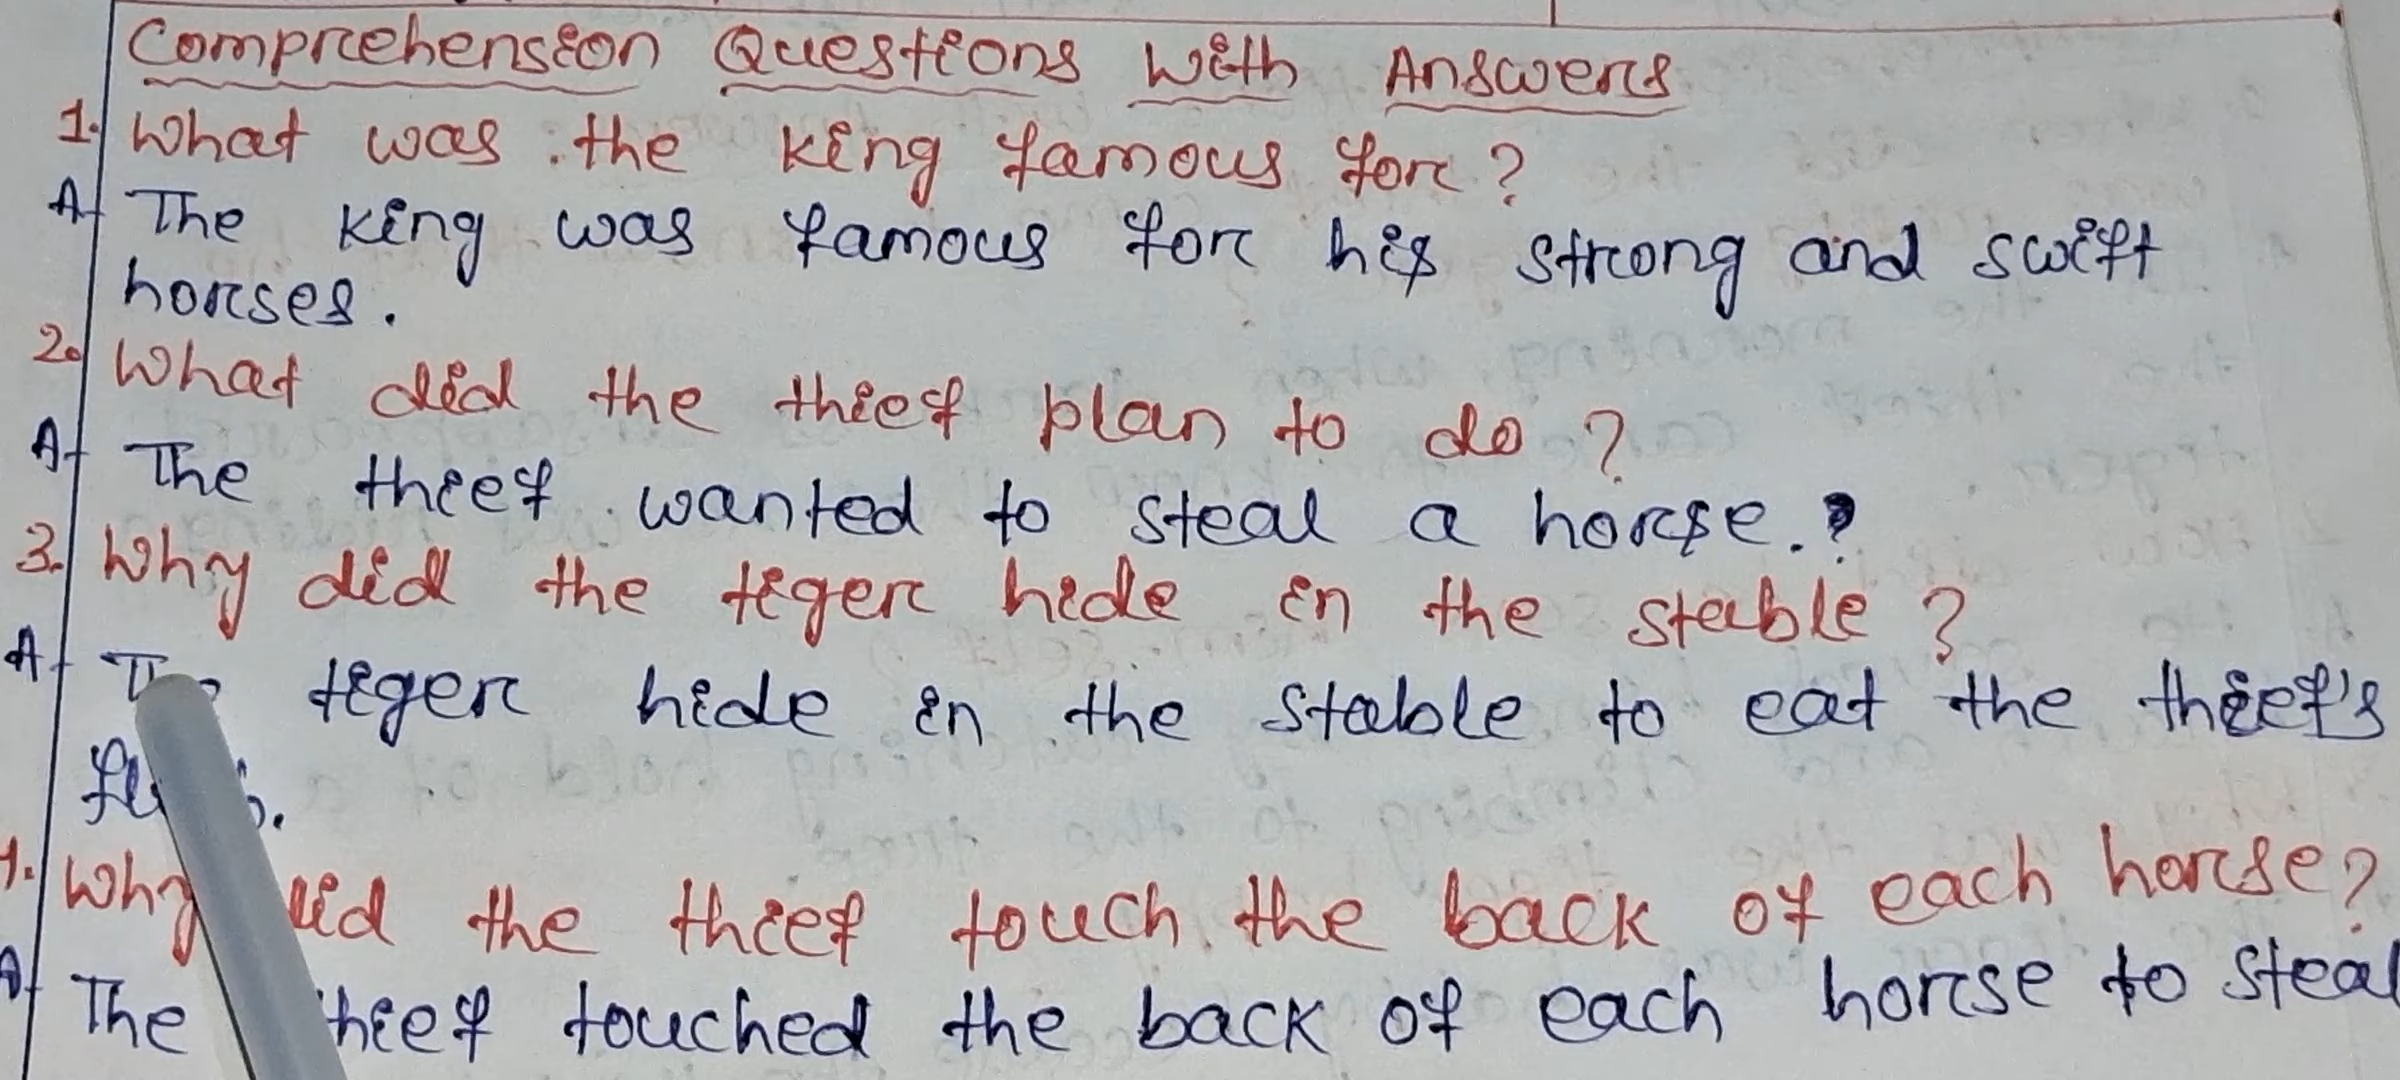 Comprehension Questions with Answers
1. What was the king famous for?
A The king was famous for his strong and swift
horses.
2. What did the thief plan to do?
A The thief wanted to steal a horse.
3. Why did the tiger hide in the stable?
A tiger hide in the stable to eat the thief's
Why did the thief touch the back of each horse?
A The thief touched the back of each horse to steal